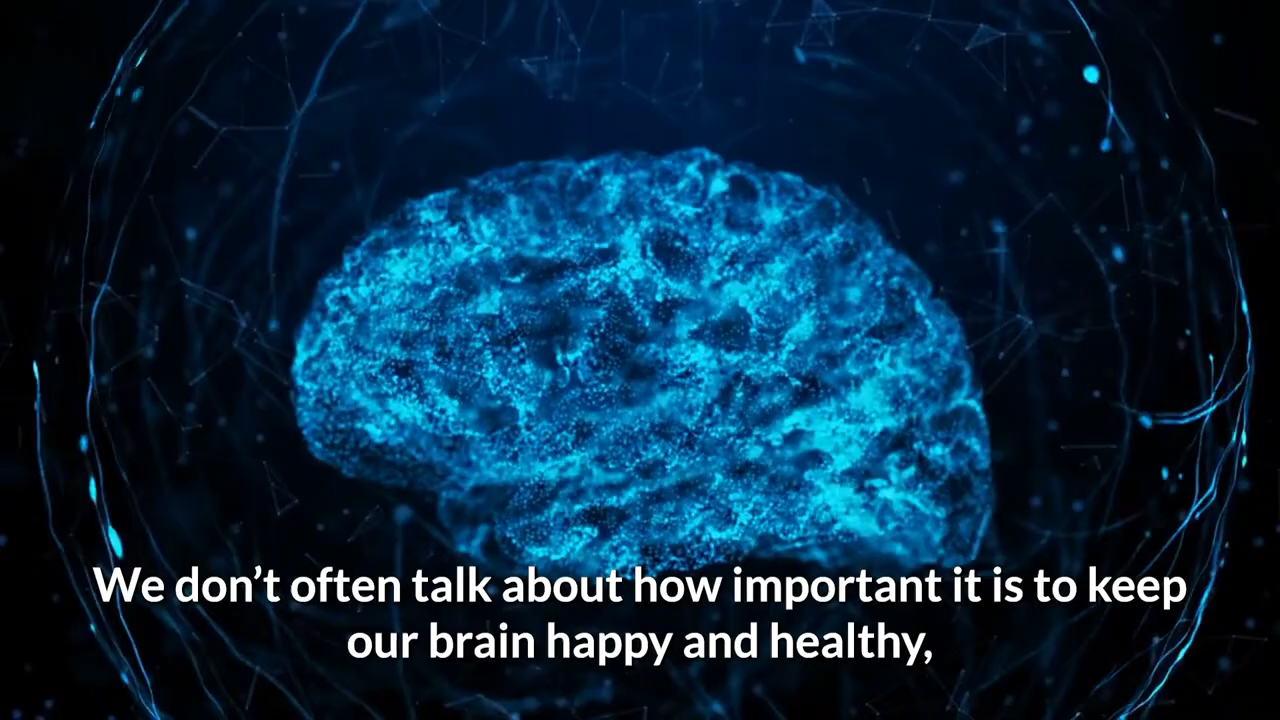 We don’t often talk about how important it is to keep
our brain happy and healthy,